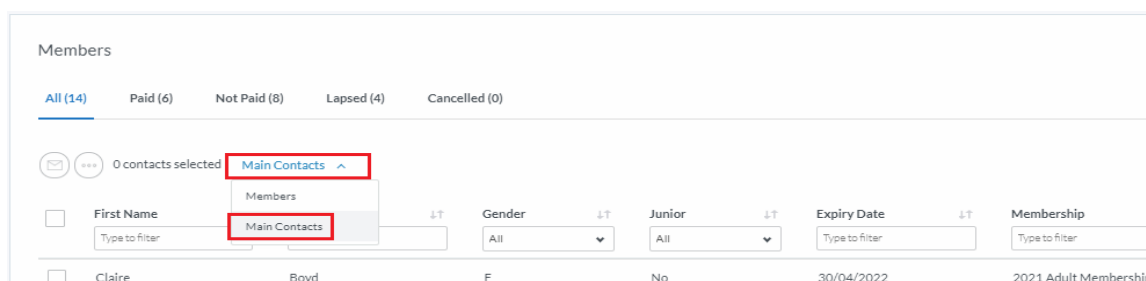 Members
All (14) Paid (6) Not Paid (8) Lapsed (4) Cancelled (0)
0 contacts selected Main Contacts
Members
Main Contacts
First Name Gender Junior Expiry Date Membership
Type to filter All All Type to filter Type to filter
Claire Boyd F No 30/04/2022 2021 Adult Membershi